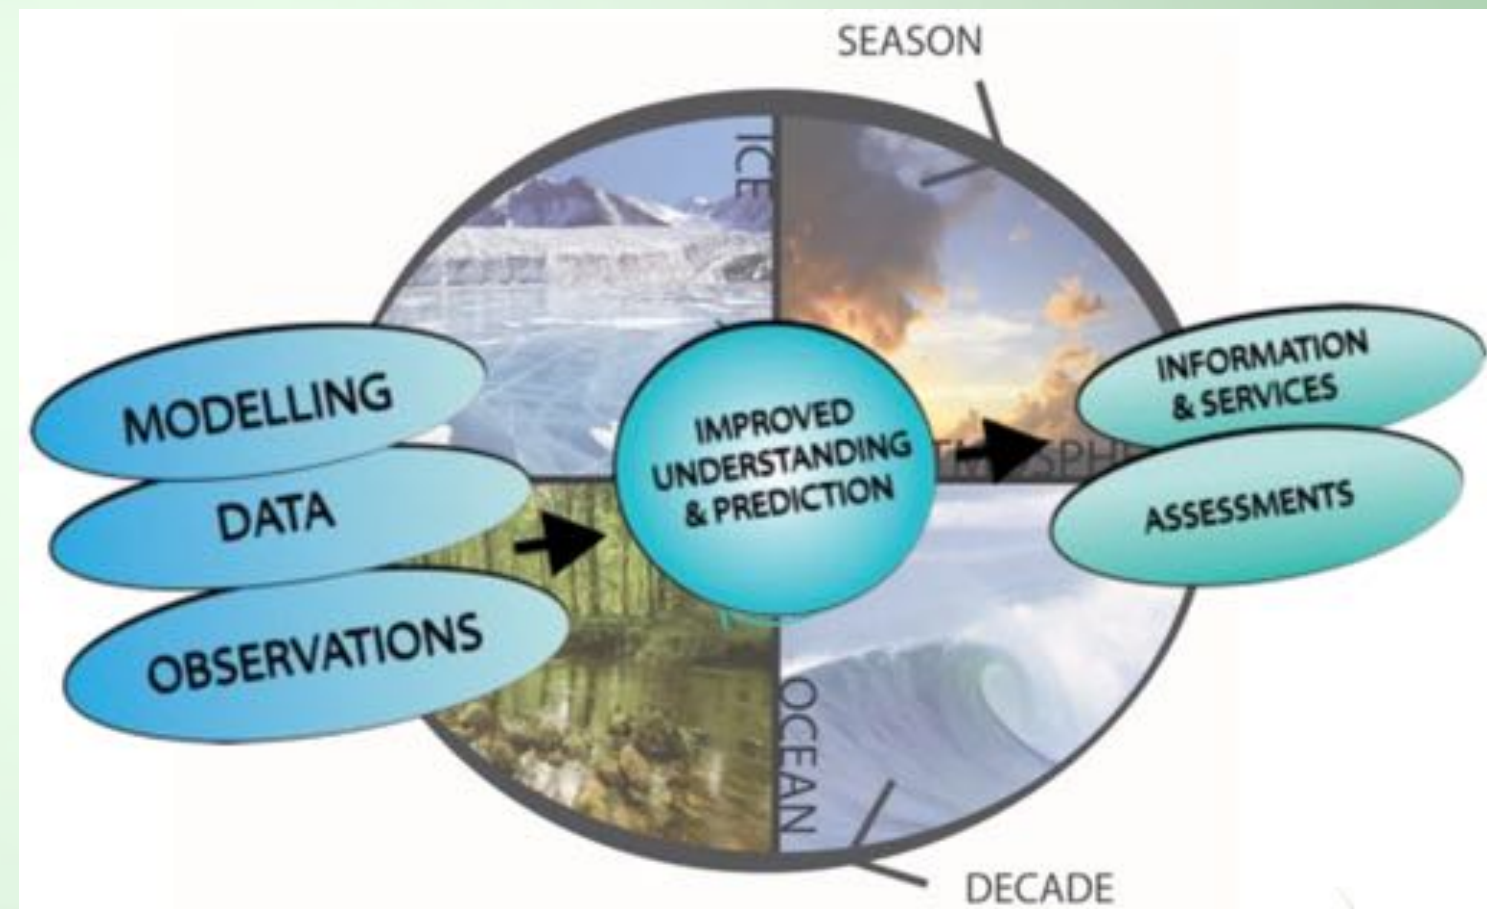 SEASON
ICE
MODELLING
DATA
OBSERVATIONS
IMPROVED
UNDERSTANDING
& PREDICTION
INFORMATION
& SERVICES
ASSESSMENTS
OCEAN
DECADE